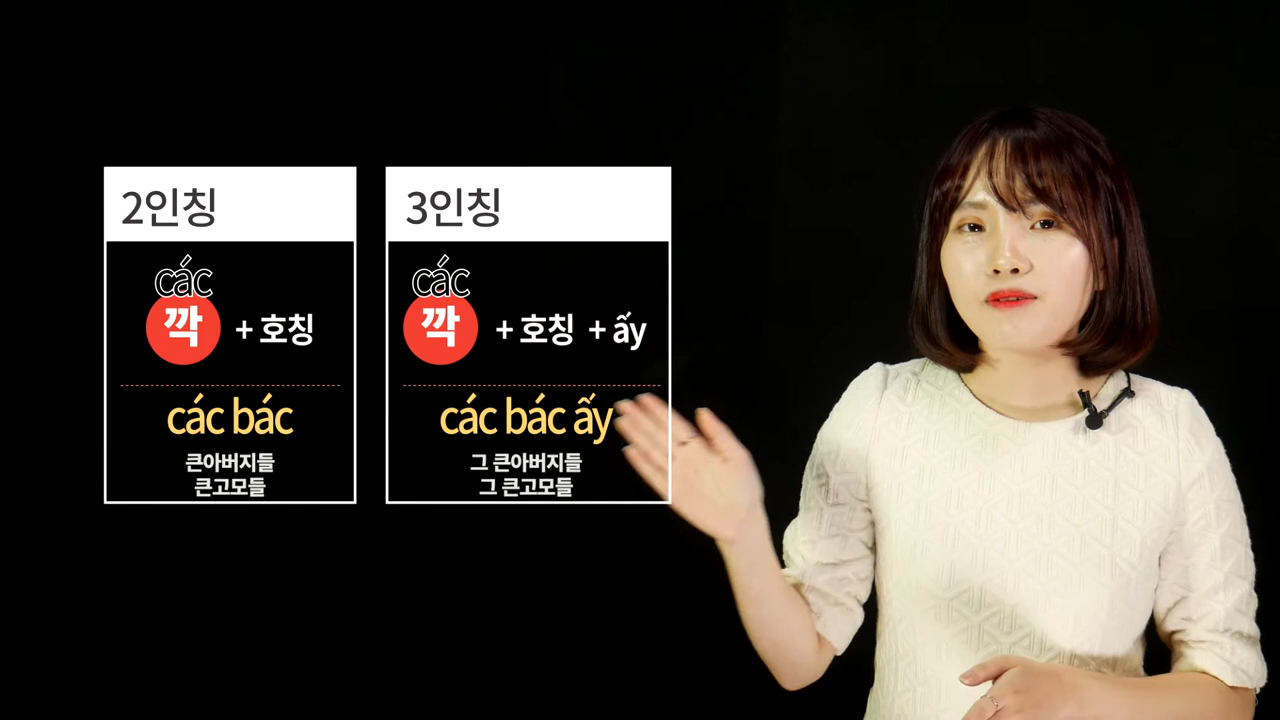 2인칭
các
깍 + 호칭
các bác
큰아버지들
큰고모들
3인칭
các
깍 + 호칭 + ấy
các bác ấy
그 큰아버지들
그 큰고모들